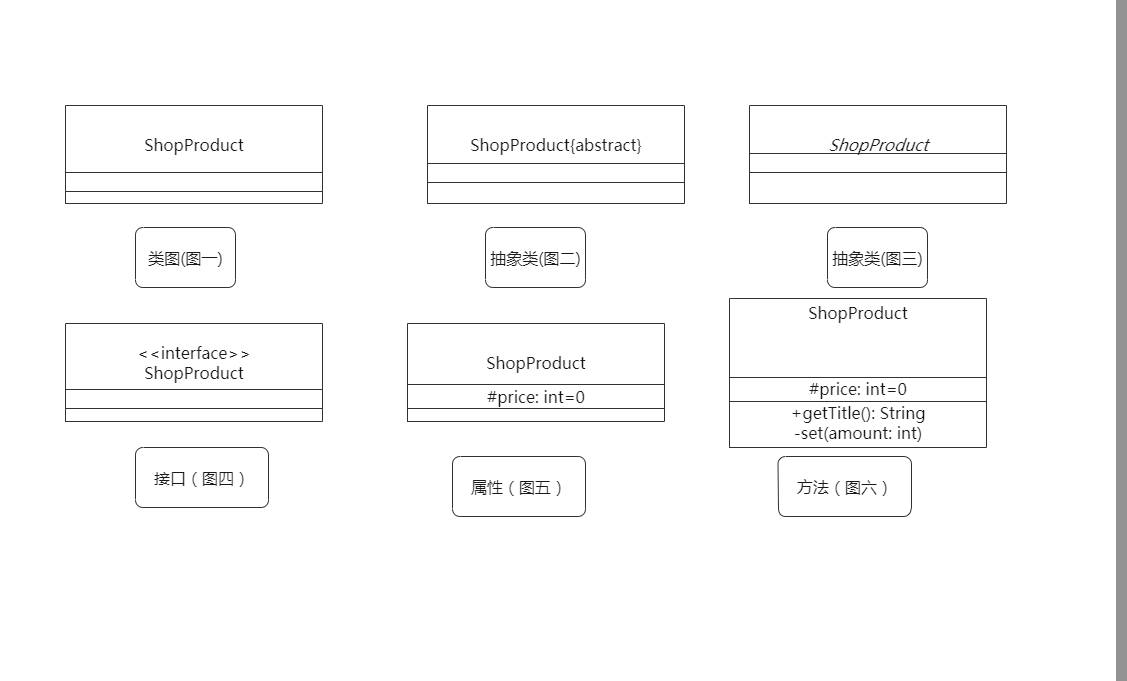 ShopProduct
ShopProduct{abstract}
ShopProduct
类图(图一)
抽象类(图二)
抽象类(图三)
<<interface>>
ShopProduct
ShopProduct
#price: int=0
ShopProduct
#price: int=0
+getTitle(): String
-set(amount: int)
接口（图四）
属性（图五）
方法（图六）